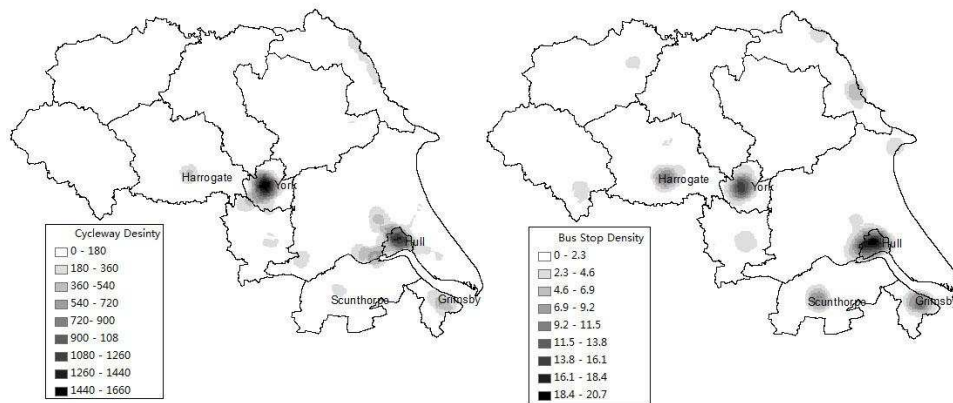 Harrogate
York
Hull
Scunthorpe
Grimsby
Cycleway Desinty
0 - 180
180 - 360
360 - 540
540 - 720
720 - 900
900 - 108
1080 - 1260
1260 - 1440
1440 - 1660
Harrogate
York
Hull
Scunthorpe
Grimsby
Bus Stop Density
0 - 2.3
2.3 - 4.6
4.6 - 6.9
6.9 - 9.2
9.2 - 11.5
11.5 - 13.8
13.8 - 16.1
16.1 - 18.4
18.4 - 20.7